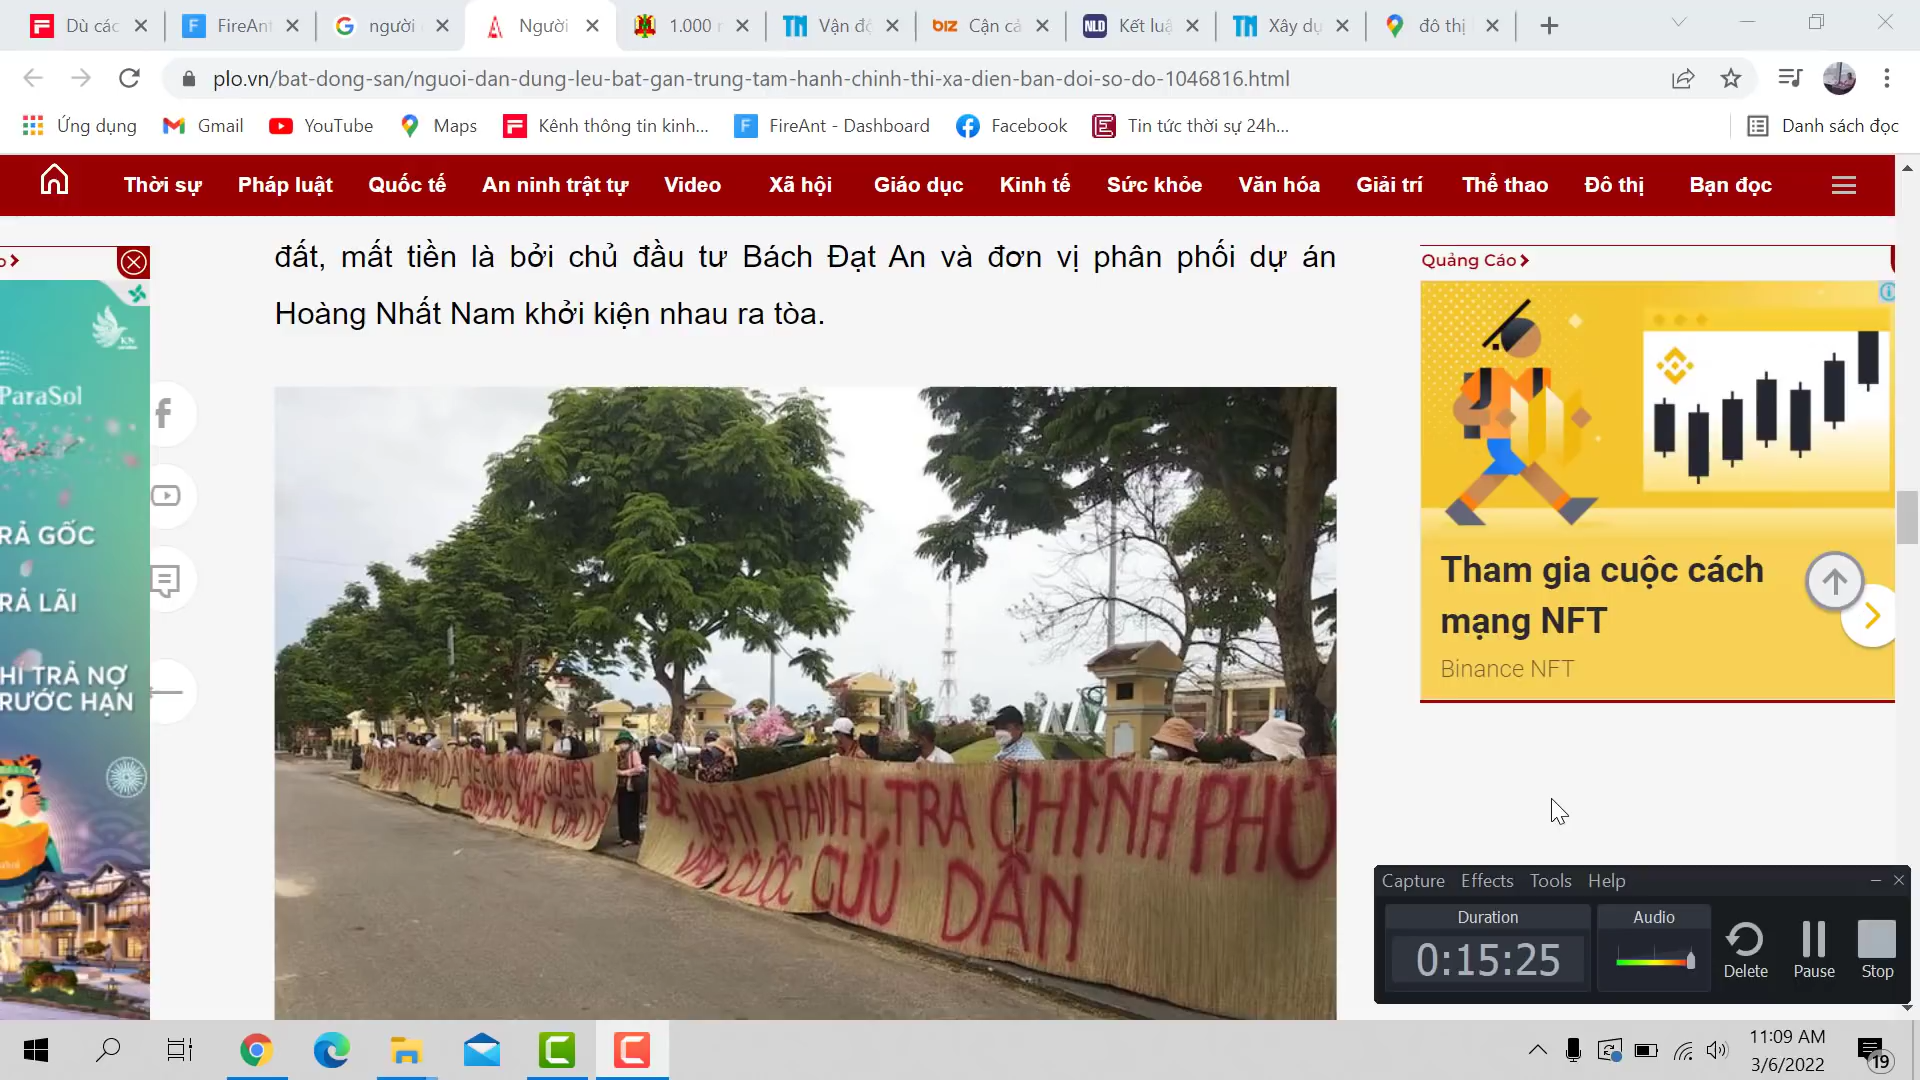 Dù các
FireAnt
người
Người
1.000
Vận độ
Cận cả
NLD
Kết luậ
Xây dự
đô thị
plo.vn/bat-dong-san/nguoi-dan-dung-leu-bat-gan-trung-tam-hanh-chinh-thi-xa-dien-ban-doi-so-do-1046816.html
Ứng dụng
Gmail
YouTube
Maps
Kênh thông tin kinh...
FireAnt - Dashboard
Facebook
Tin tức thời sự 24h...
Danh sách đọc
Thời sự
Pháp luật
Quốc tế
An ninh trật tự
Video
Xã hội
Giáo dục
Kinh tế
Sức khỏe
Văn hóa
Giải trí
Thể thao
Đô thị
Bạn đọc
đất, mất tiền là bởi chủ đầu tư Bách Đạt An và đơn vị phân phối dự án
Hoàng Nhất Nam khởi kiện nhau ra tòa.
ParaSol
RẢ GỐC
RẢ LÃI
HÍ TRẢ NỢ
RƯỚC HẠN
ĐỀ NGHỊ THANH TRA CHÍNH PHỦ
VÀO CUỘC CỨU DÂN
Quảng Cáo
Tham gia cuộc cách
mạng NFT
Binance NFT
Capture Effects Tools Help
Duration
0:15:25
Audio
Delete
Pause
Stop
11:09 AM
3/6/2022
19